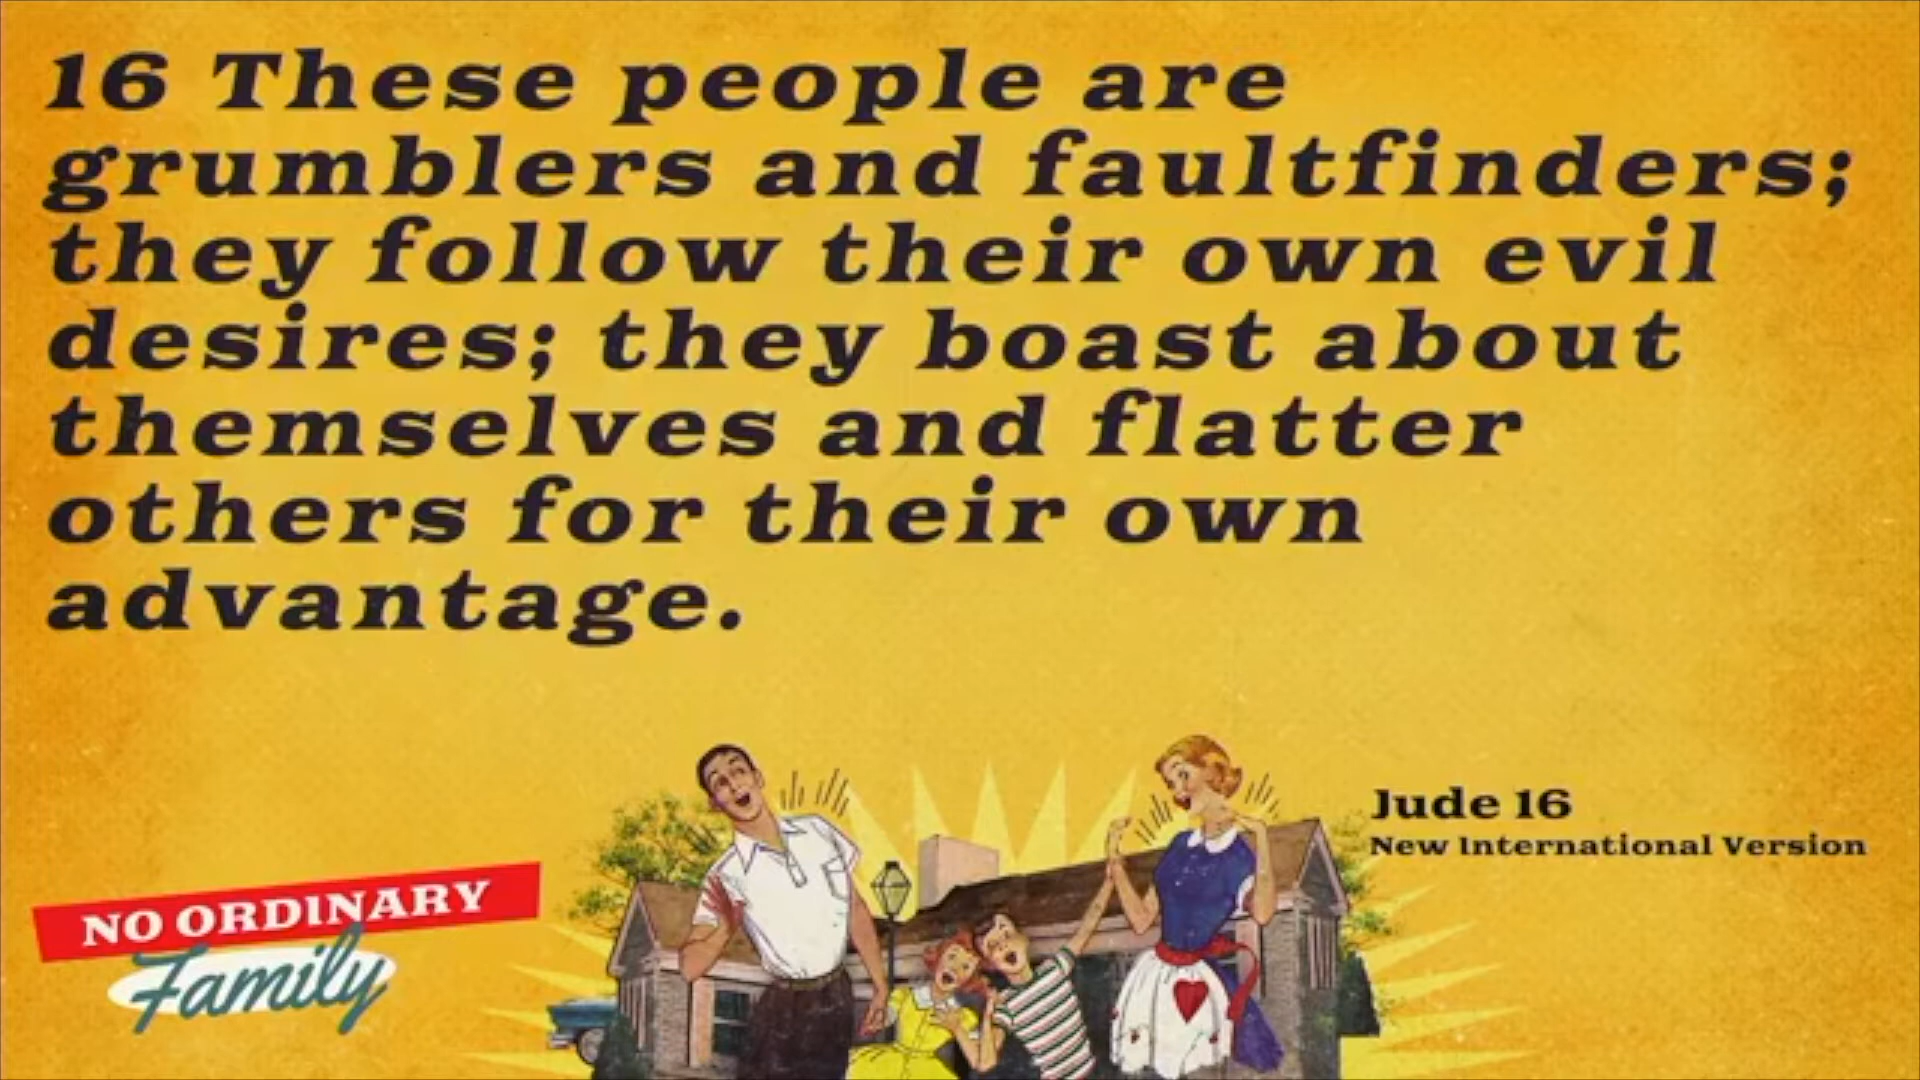 16 These people are
grumblers and faultfinders;
they follow their own evil
desires; they boast about
themselves and flatter
others for their own
advantage.
Jude 16
New International Version
NO ORDINARY
Family